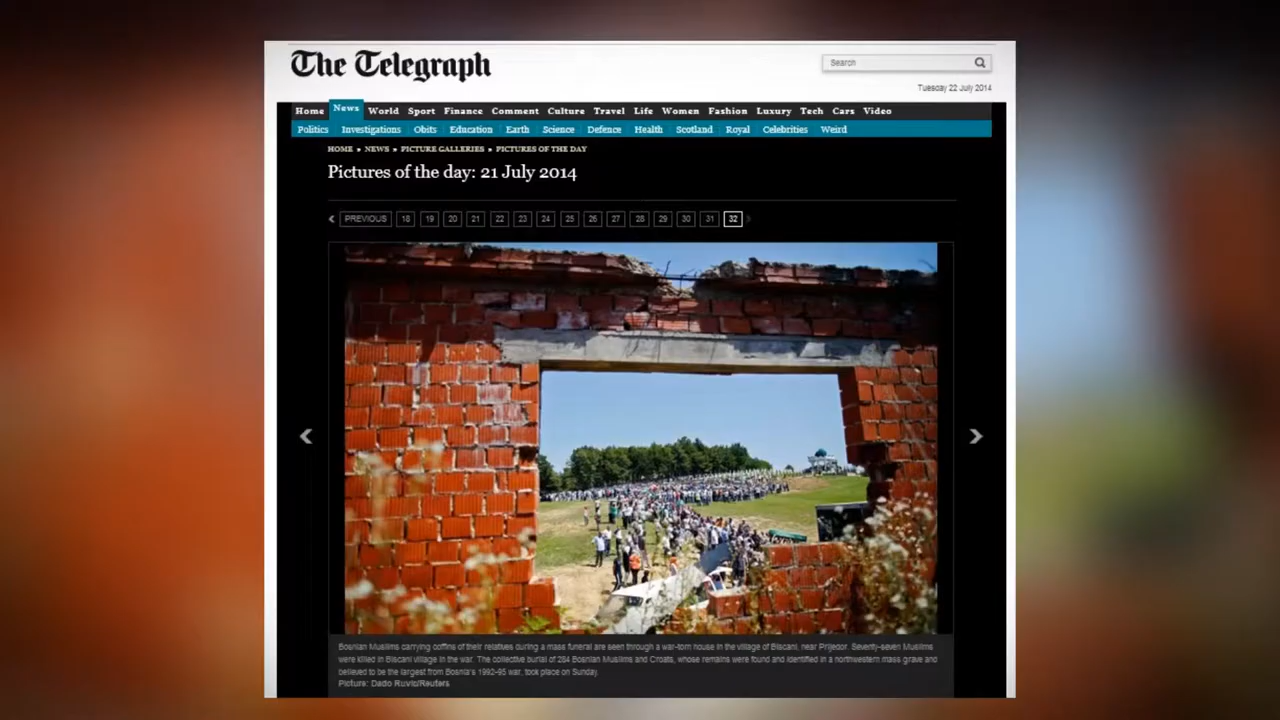 The Telegraph
Search
Tuesday 22 July 2014
Home News World Sport Finance Comment Culture Travel Life Women Fashion Luxury Tech Cars Video
Politics Investigations Obits Education Earth Science Defence Health Scotland Royal Celebrities Weird
HOME » NEWS » PICTURE GALLERIES » PICTURES OF THE DAY
Pictures of the day: 21 July 2014
PREVIOUS 18 19 20 21 22 23 24 25 26 27 28 29 30 31 32
Bosnian Muslims carrying coffins of their relatives during a mass funeral are seen through a war-torn house in the village of Biscani, near Prijedor. Seventy-seven Muslims
were killed in Biscani village in the war. The collective burial of 284 Bosnian Muslims and Croats, whose remains were found and identified in a northwestern mass grave and
believed to be the largest from Bosnia's 1992-95 war, took place on Sunday.
Picture: Dado Ruvic/Reuters